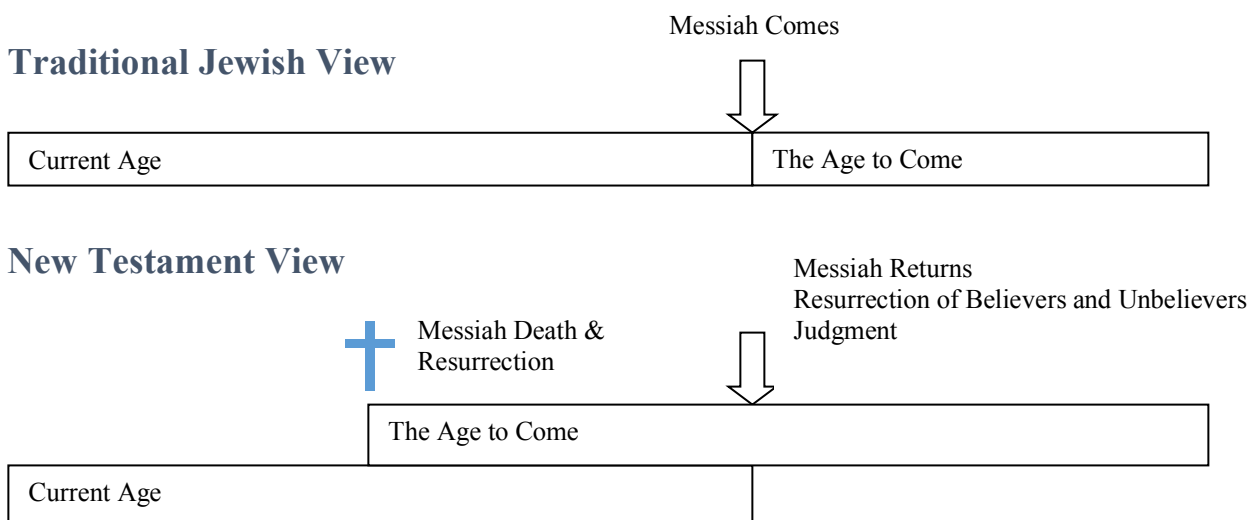 Messiah Comes
Traditional Jewish View
Current Age
The Age to Come
New Testament View
Messiah Returns
Resurrection of Believers and Unbelievers
Judgment
Messiah Death &
Resurrection
The Age to Come
Current Age